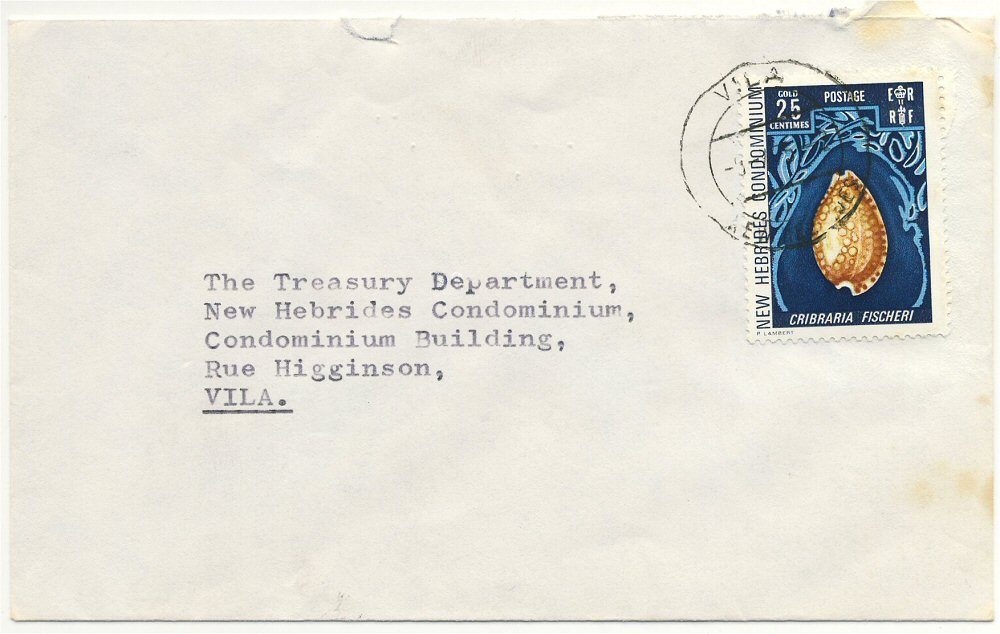 VILA
GOLD
25
CENTIMES
POSTAGE
E R
R F
NEW HEBRIDES CONDOMINIUM
CRIBRARIA FISCHERI
P. LAMBERT
The Treasury Department,
New Hebrides Condominium,
Condominium Building,
Rue Higginson,
VILA.